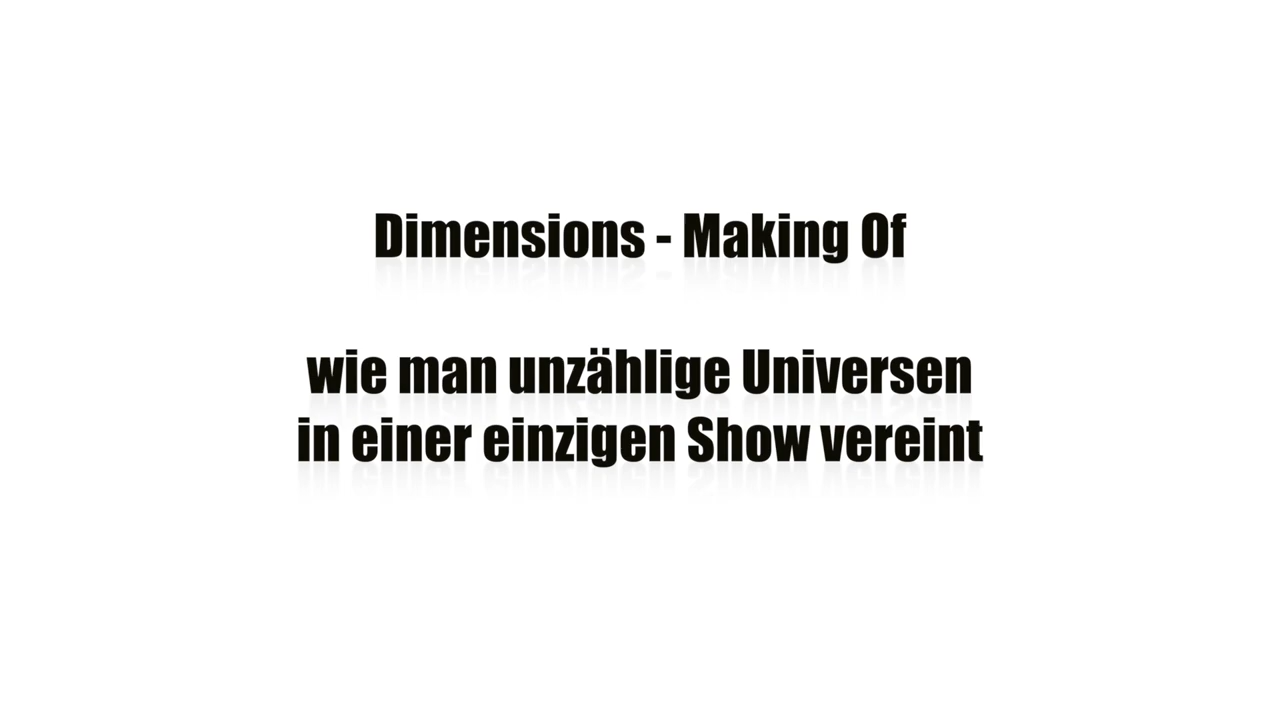 Dimensions - Making Of
wie man unzählige Universen
in einer einzigen Show vereint